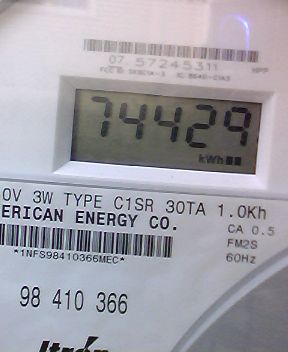 07. 57245311
74429
kWh
0V 3W TYPE C1SR 30TA 1.0Kh
ERICAN ENERGY CO.
CA 0.5
FM2S
60Hz
*1NFS98410366MEC*
98 410 366
Itron